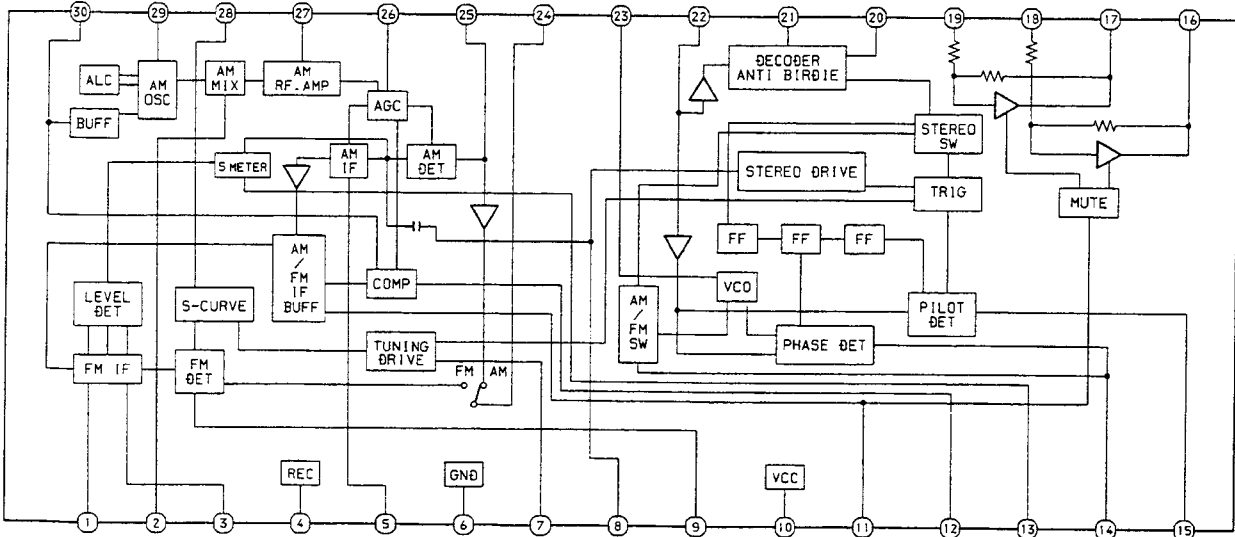 30 29 28 27 26 25 24 23 22 21 20 19 18 17 16
ALC
AM
OSC
AM
MIX
AM
RF.AMP
AGC
BUFF
S METER
AM
IF
AM
DET
DECODER
ANTI BIRDIE
STEREO
SW
STEREO DRIVE
TRIG
MUTE
FF
FF
FF
LEVEL
DET
S-CURVE
AM
/
FM
IF
BUFF
COMP
AM
/
FM
SW
VCO
PILOT
DET
PHASE DET
FM IF
FM
DET
TUNING
DRIVE
FM
AM
REC
GND
VCC
1 2 3 4 5 6 7 8 9 10 11 12 13 14 15